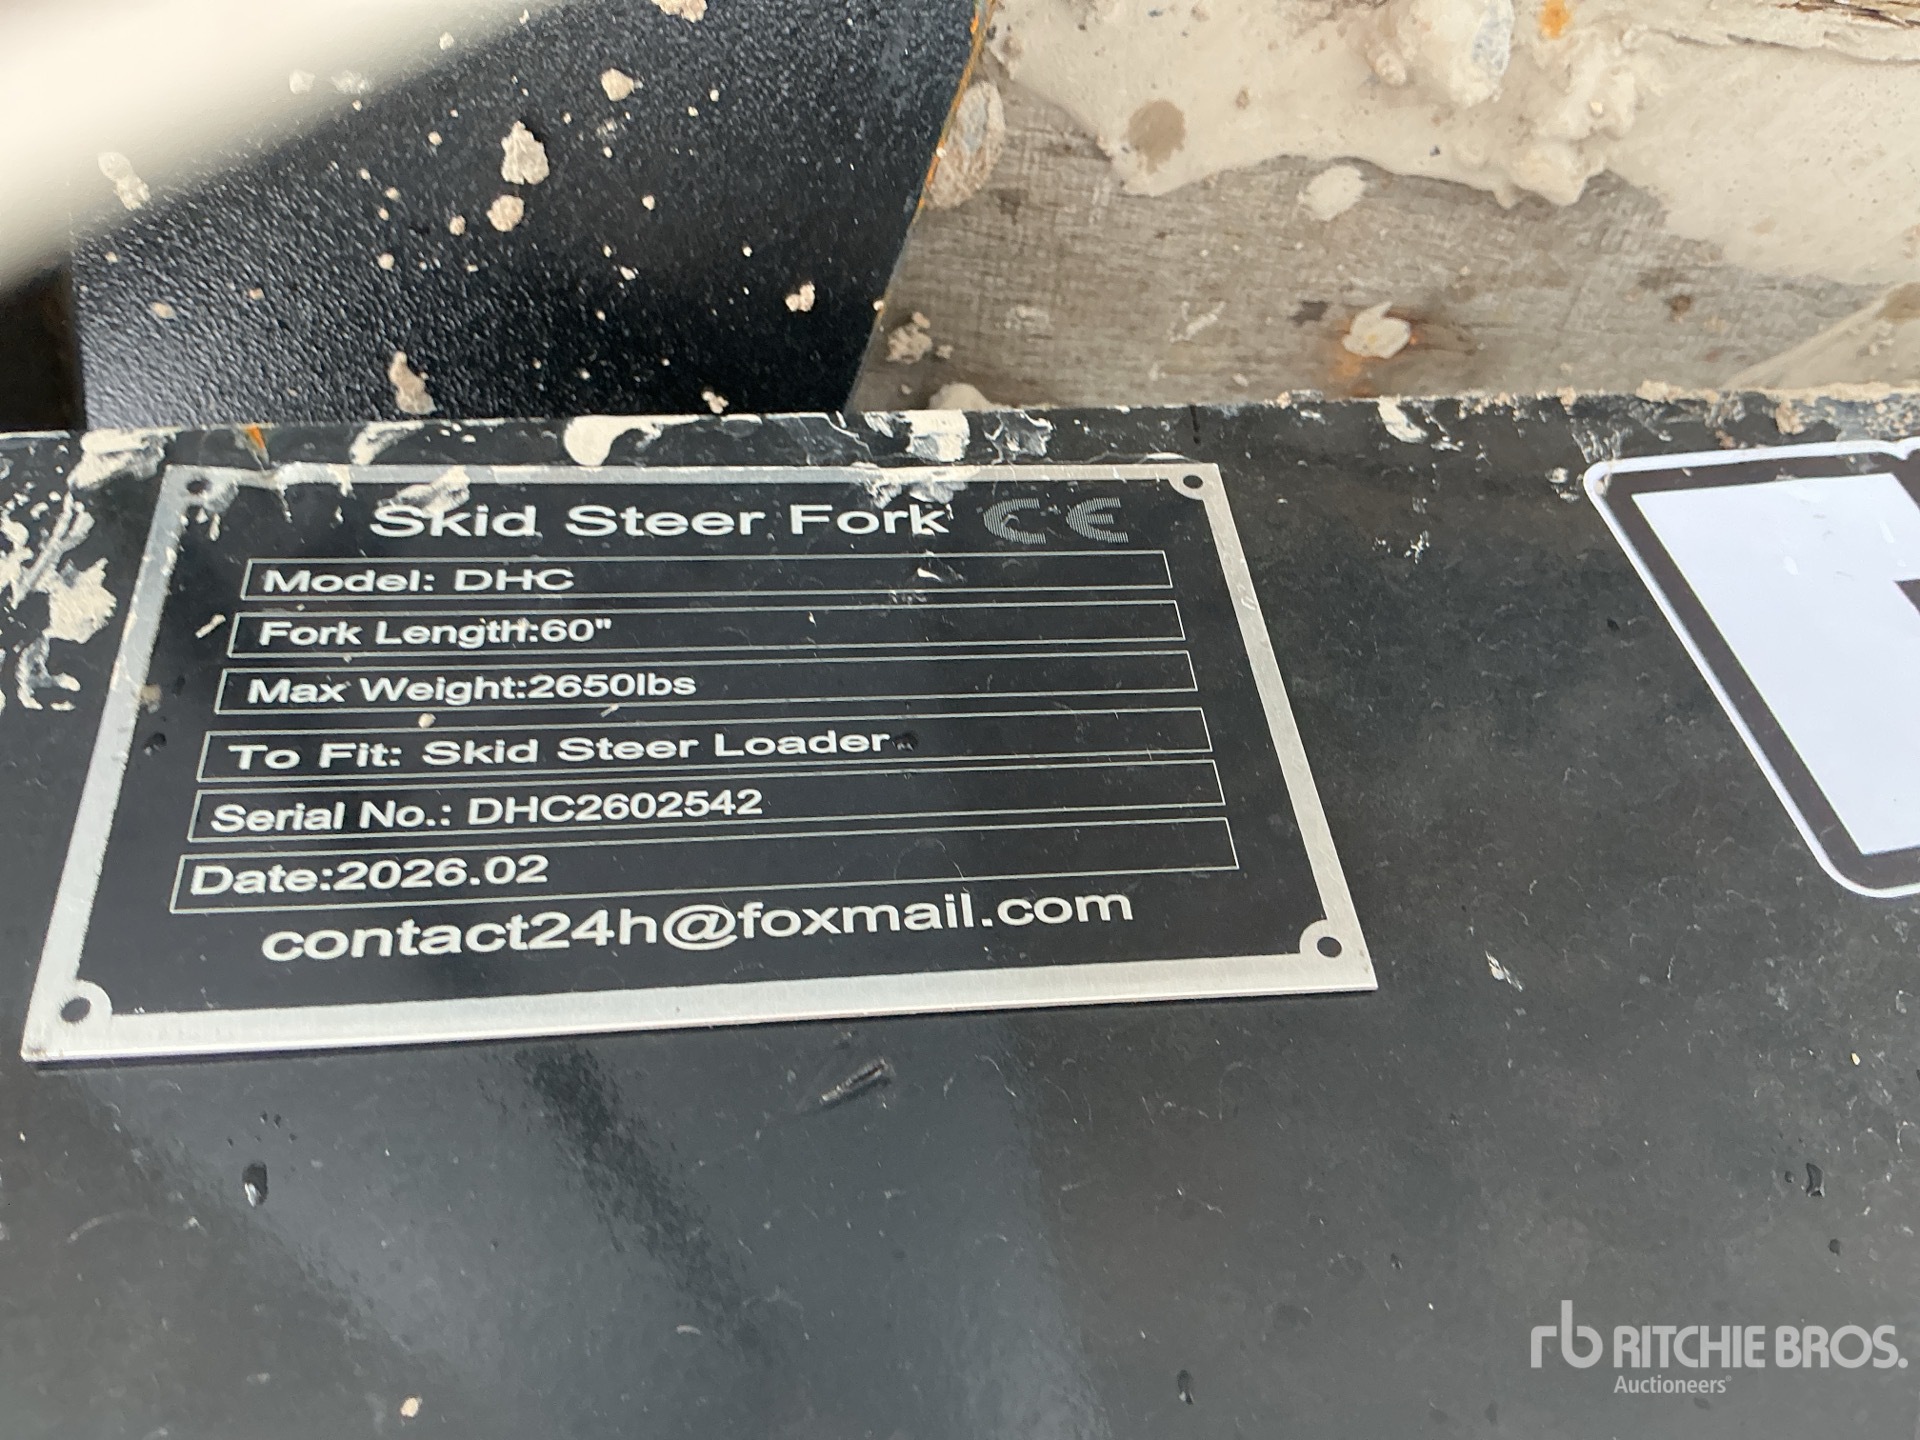 Skid Steer Fork CE
Model: DHC
Fork Length:60"
Max Weight:2650lbs
To Fit: Skid Steer Loader
Serial No.: DHC2602542
Date:2026.02
contact24h@foxmail.com
rb RITCHIE BROS.
Auctioneers